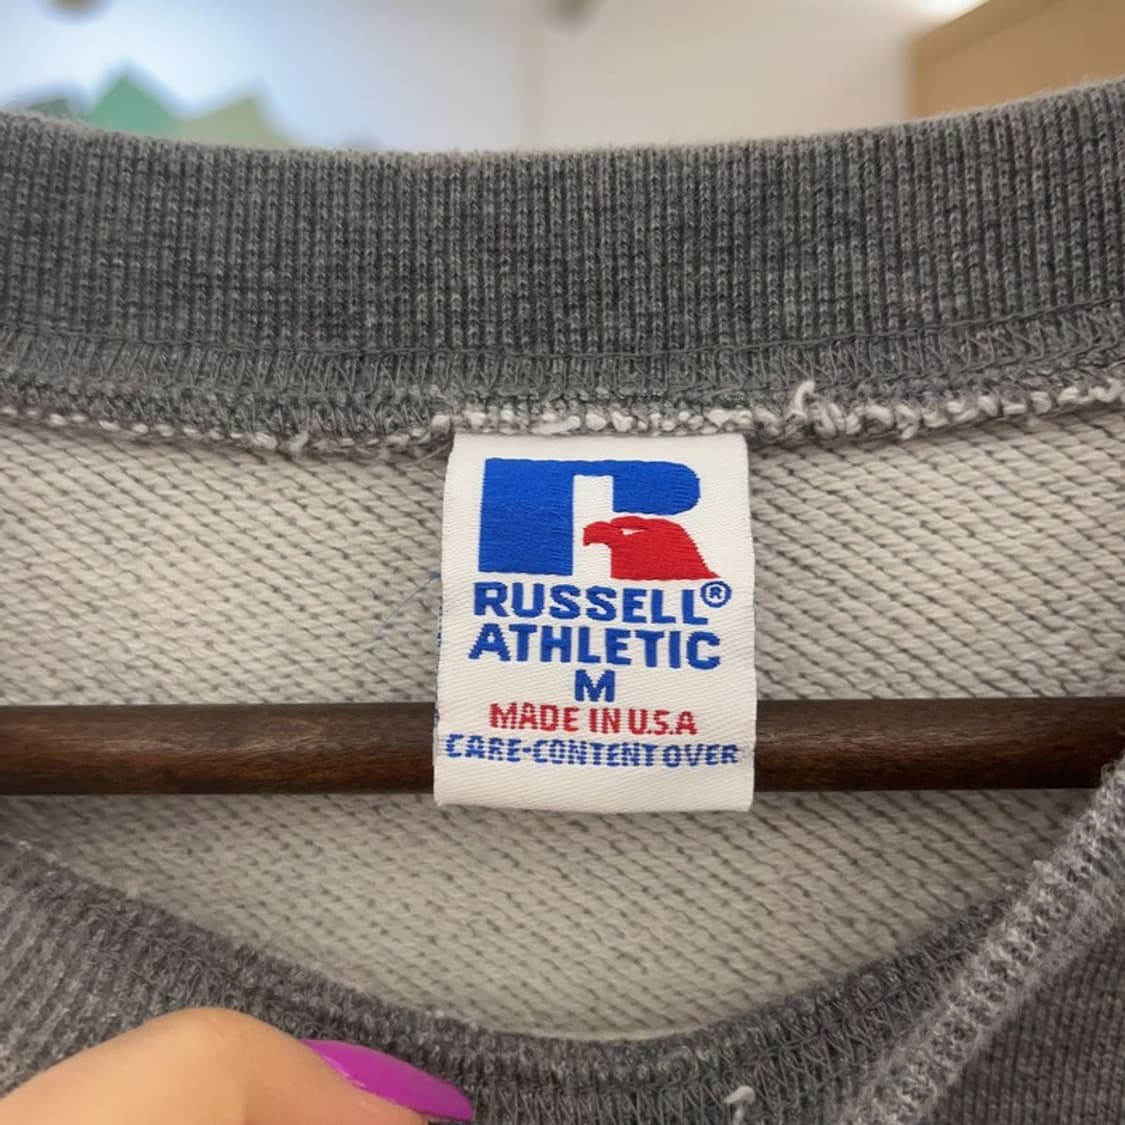 RUSSELL®
ATHLETIC
M
MADE IN U.S.A
CARE-CONTENT OVER